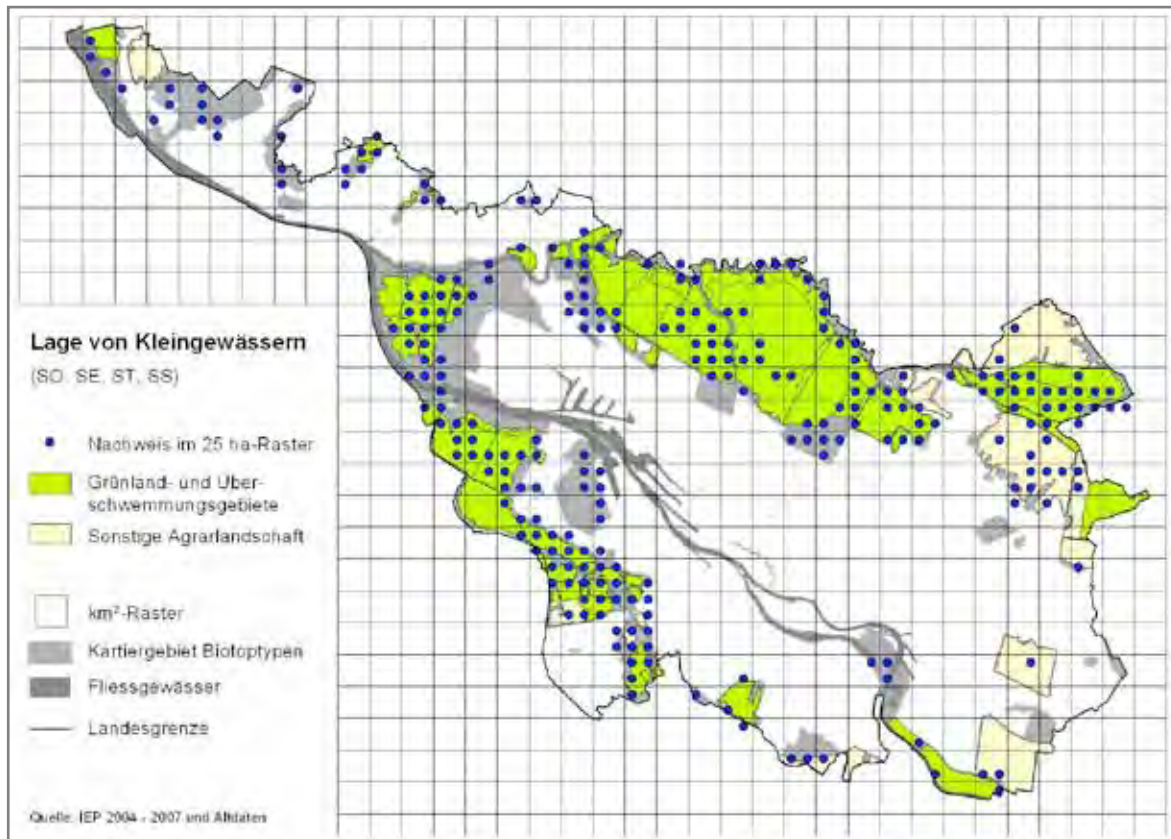 Lage von Kleingewässern
(SO, SE, ST, SS)
Nachweis im 25 ha-Raster
Grünland- und Über-
schwemmungsgebiete
Sonstige Agrarlandschaft
km²-Raster
Kartiergebiet Biotoptypen
Fliessgewässer
Landesgrenze
Quelle: IEP 2004 - 2007 und Altdaten